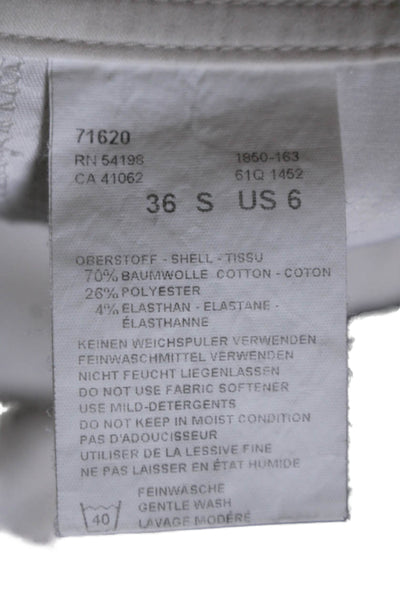 71620
RN 54198 1850-163
CA 41062 61Q 1452
36 S US 6
OBERSTOFF - SHELL - TISSU
70% BAUMWOLLE COTTON - COTON
26% POLYESTER
4% ELASTHAN - ELASTANE -
ÉLASTHANNE
KEINEN WEICHSPULER VERWENDEN
FEINWASCHMITTEL VERWENDEN
NICHT FEUCHT LIEGENLASSEN
DO NOT USE FABRIC SOFTENER
USE MILD-DETERGENTS
DO NOT KEEP IN MOIST CONDITION
PAS D'ADOUCISSEUR
UTILISER DE LA LESSIVE FINE
NE PAS LAISSER EN ÉTAT HUMIDE
FEINWÄSCHE
40 GENTLE WASH
LAVAGE MODÉRÉ